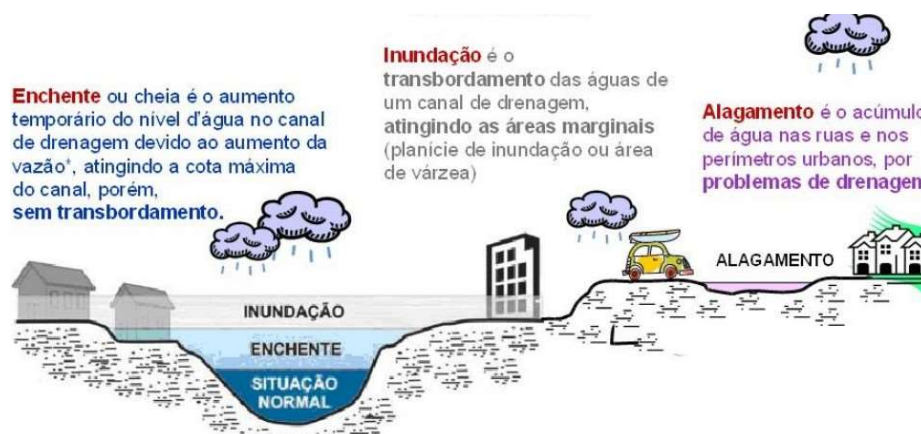 Enchente ou cheia é o aumento
temporário do nível d'água no canal
de drenagem devido ao aumento da
vazão*, atingindo a cota máxima
do canal, porém,
sem transbordamento.
Inundação é o
transbordamento das águas de
um canal de drenagem,
atingindo as áreas marginais
(planície de inundação ou área
de várzea)
Alagamento é o acúmulo
de água nas ruas e nos
perímetros urbanos, por
problemas de drenagem
INUNDAÇÃO
ENCHENTE
SITUAÇÃO
NORMAL
ALAGAMENTO